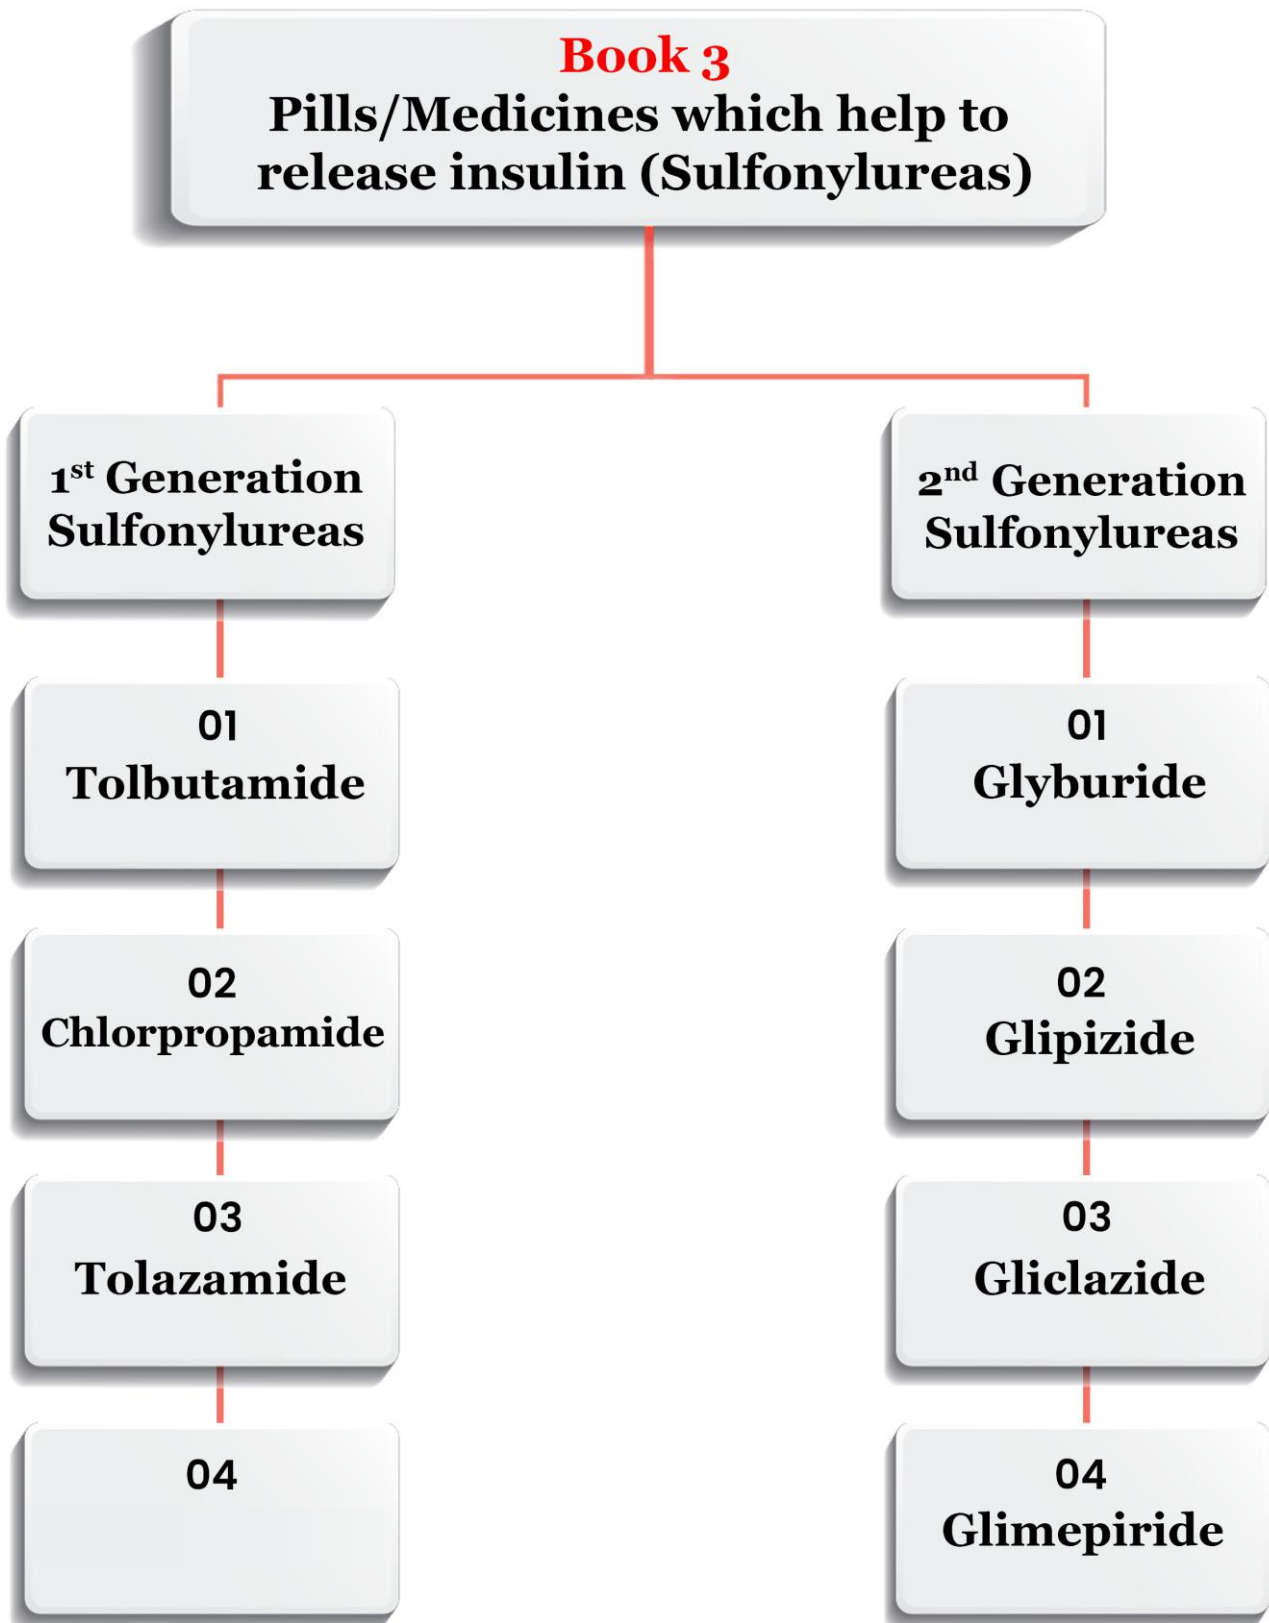 Book 3
Pills/Medicines which help to
release insulin (Sulfonylureas)
1st Generation
Sulfonylureas
2nd Generation
Sulfonylureas
01
Tolbutamide
01
Glyburide
02
Chlorpropamide
02
Glipizide
03
Tolazamide
03
Gliclazide
04
04
Glimepiride